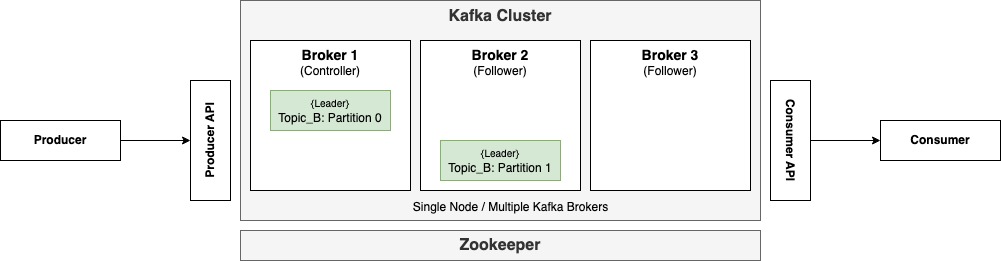 Kafka Cluster
Broker 1
(Controller)
{Leader}
Topic_B: Partition 0
Broker 2
(Follower)
{Leader}
Topic_B: Partition 1
Broker 3
(Follower)
Single Node / Multiple Kafka Brokers
Producer
Producer API
Consumer API
Consumer
Zookeeper